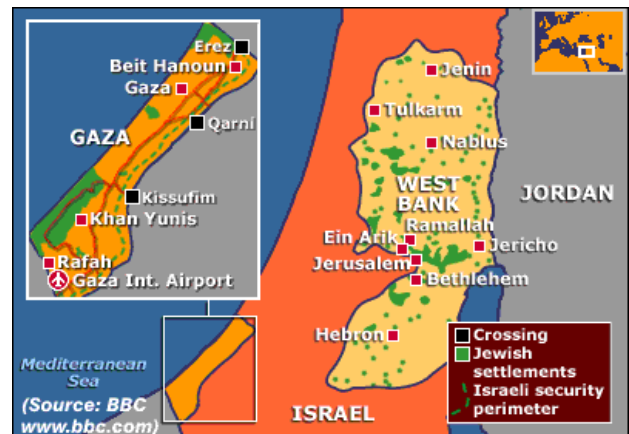 Erez
Beit Hanoun
Gaza
GAZA
Qarni
Kissufim
Khan Yunis
Rafah
Gaza Int. Airport
Jenin
Tulkarm
Nablus
WEST
BANK
JORDAN
Ramallah
Ein Arik
Jericho
Jerusalem
Bethlehem
Hebron
Mediterranean
Sea
(Source: BBC
www.bbc.com)
ISRAEL
Crossing
Jewish
settlements
Israeli security
perimeter